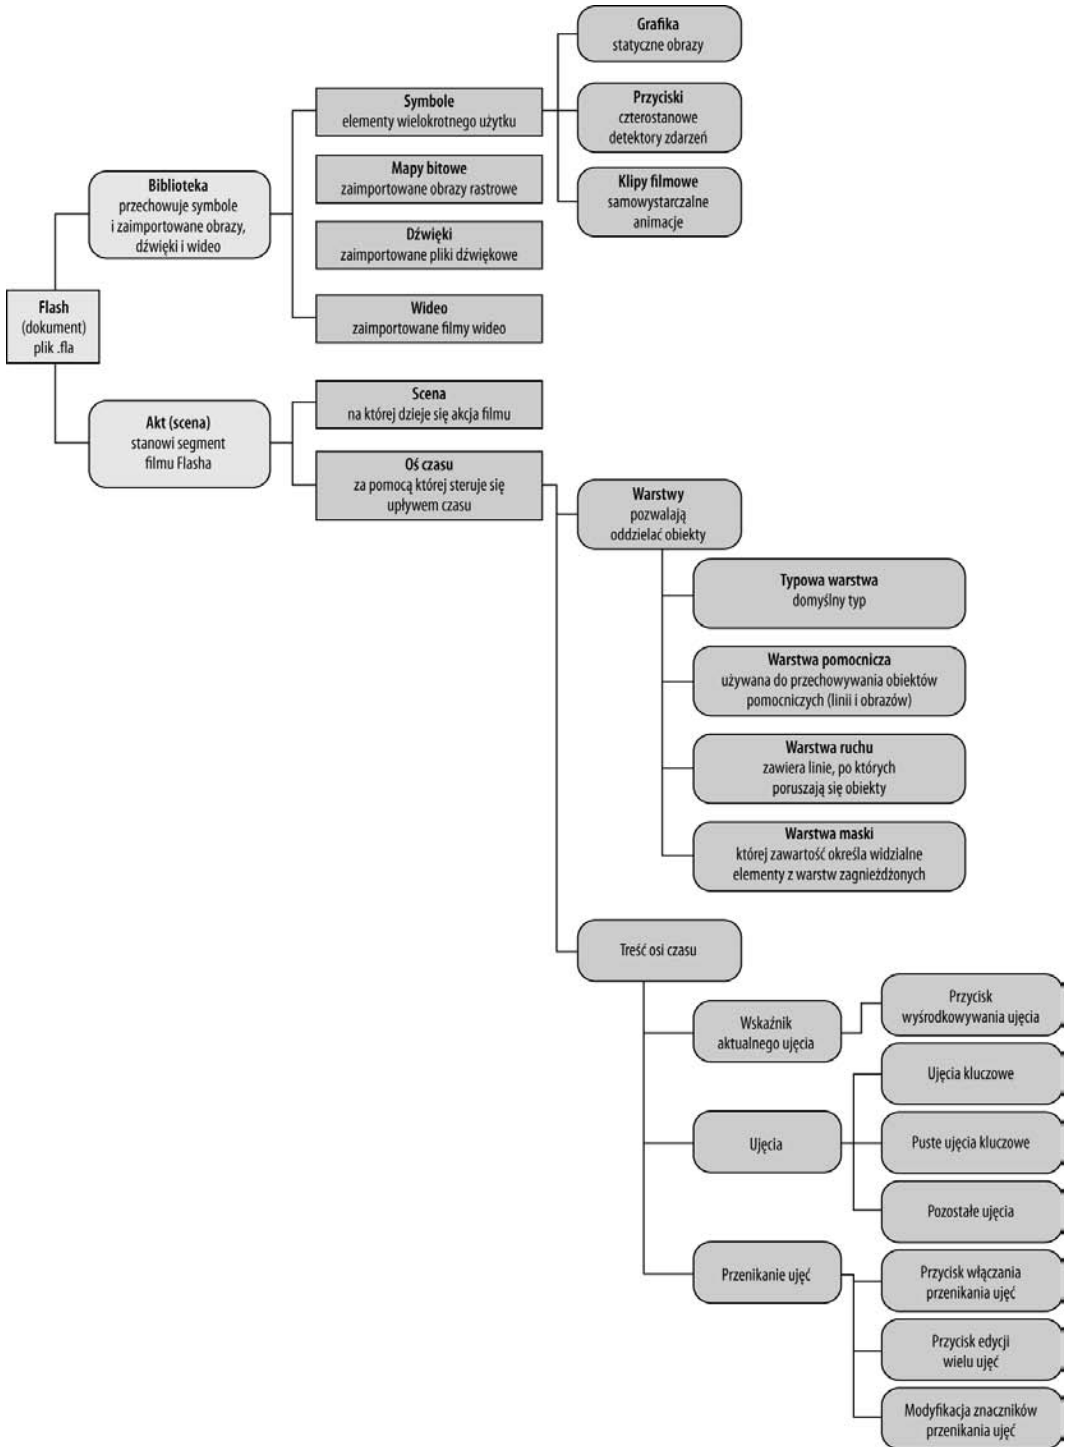 Grafika
statyczne obrazy
Symbole
elementy wielokrotnego użytku
Przyciski
czterostanowe
detektory zdarzeń
Mapy bitowe
zaimportowane obrazy rastrowe
Klipy filmowe
samowystarczalne
animacje
Biblioteka
przechowuje symbole
i zaimportowane obrazy,
dźwięki i wideo
Dźwięki
zaimportowane pliki dźwiękowe
Flash
(dokument)
plik .fla
Wideo
zaimportowane filmy wideo
Scena
na której dzieje się akcja filmu
Akt (scena)
stanowi segment
filmu Flasha
Oś czasu
za pomocą której steruje się
upływem czasu
Warstwy
pozwalają
oddzielać obiekty
Typowa warstwa
domyślny typ
Warstwa pomocnicza
używana do przechowywania obiektów
pomocniczych (linii i obrazów)
Warstwa ruchu
zawiera linie, po których
poruszają się obiekty
Warstwa maski
której zawartość określa widzialne
elementy z warstw zagnieżdżonych
Treść osi czasu
Wskaźnik
aktualnego ujęcia
Przycisk
wyśrodkowywania ujęcia
Ujęcia
Ujęcia kluczowe
Puste ujęcia kluczowe
Pozostałe ujęcia
Przenikanie ujęć
Przycisk włączania
przenikania ujęć
Przycisk edycji
wielu ujęć
Modyfikacja znaczników
przenikania ujęć